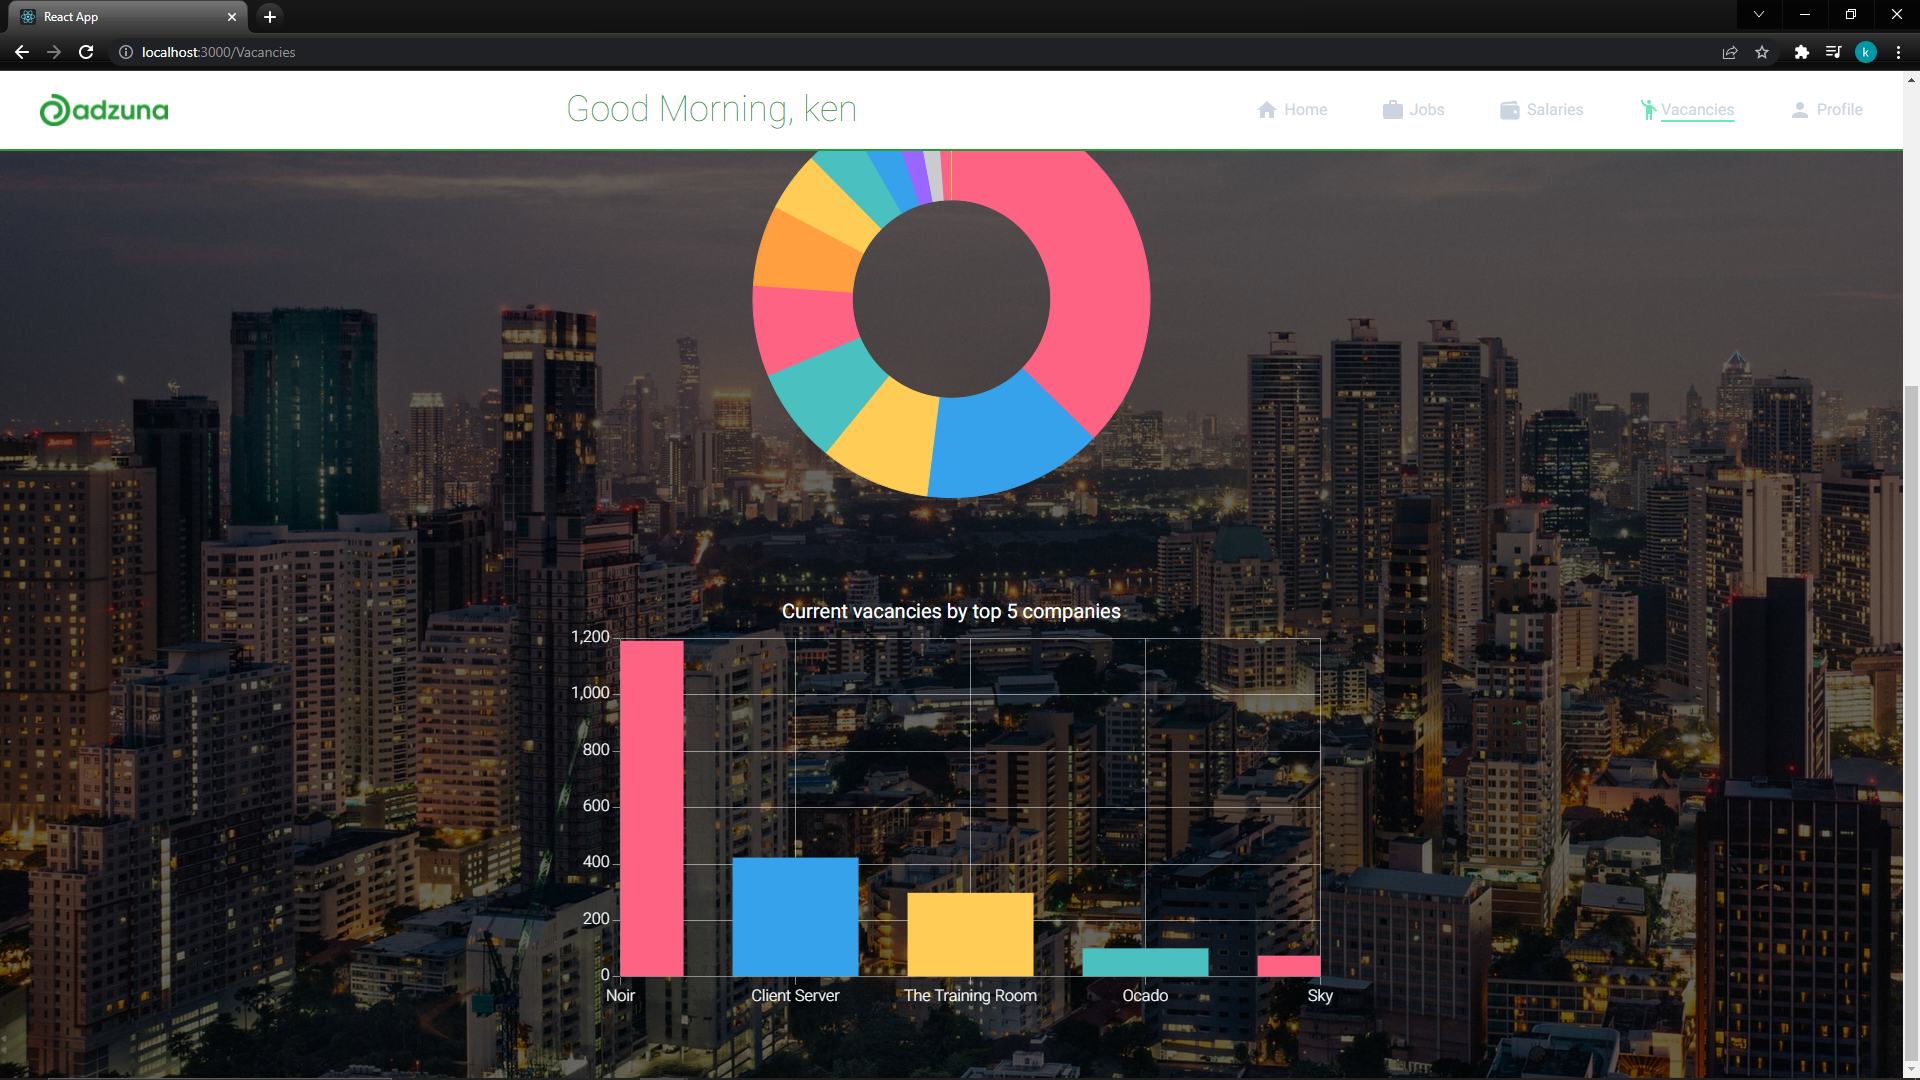 React App
localhost:3000/Vacancies
k
adzuna
Good Morning, ken
Home
Jobs
Salaries
Vacancies
Profile
Current vacancies by top 5 companies
1,200
1,000
800
600
400
200
0
Noir
Client Server
The Training Room
Ocado
Sky